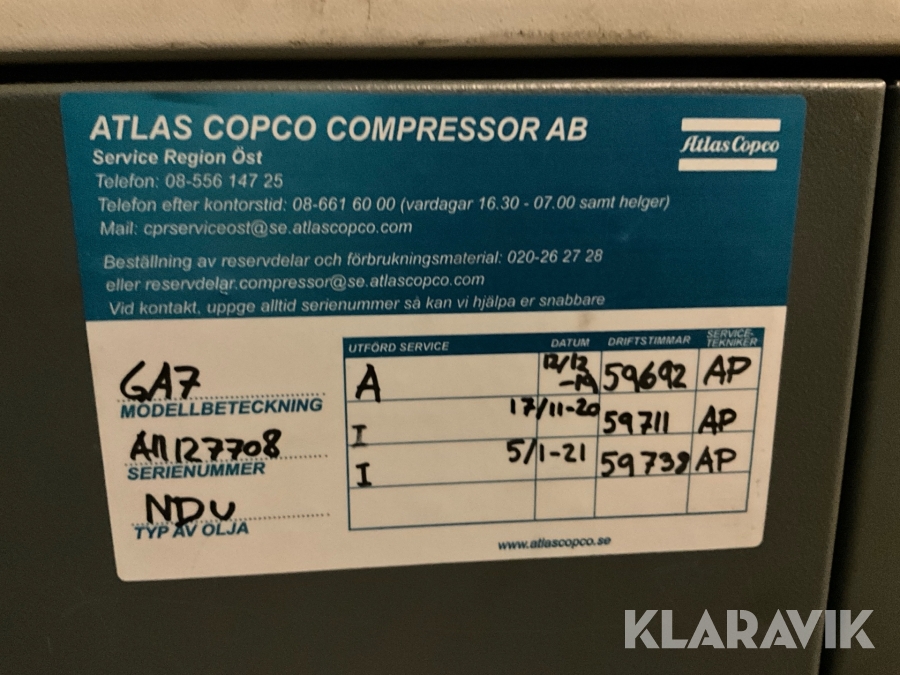 ATLAS COPCO COMPRESSOR AB
Service Region Öst
Telefon: 08-556 147 25
Telefon efter kontorstid: 08-661 60 00 (vardagar 16.30 - 07.00 samt helger)
Mail: cprserviceost@se.atlascopco.com
Beställning av reservdelar och förbrukningsmaterial: 020-26 27 28
eller reservdelar.compressor@se.atlascopco.com
Vid kontakt, uppge alltid serienummer så kan vi hjälpa er snabbare
Atlas Copco
GA7
MODELLBETECKNING
AII127708
SERIENUMMER
NDU
TYP AV OLJA
UTFÖRD SERVICE DATUM DRIFTSTIMMAR SERVICE-TEKNIKER
A 12/12-19 59692 AP
I 17/11-20 59711 AP
I 5/1-21 59738 AP
www.atlascopco.se
KLARAVIK